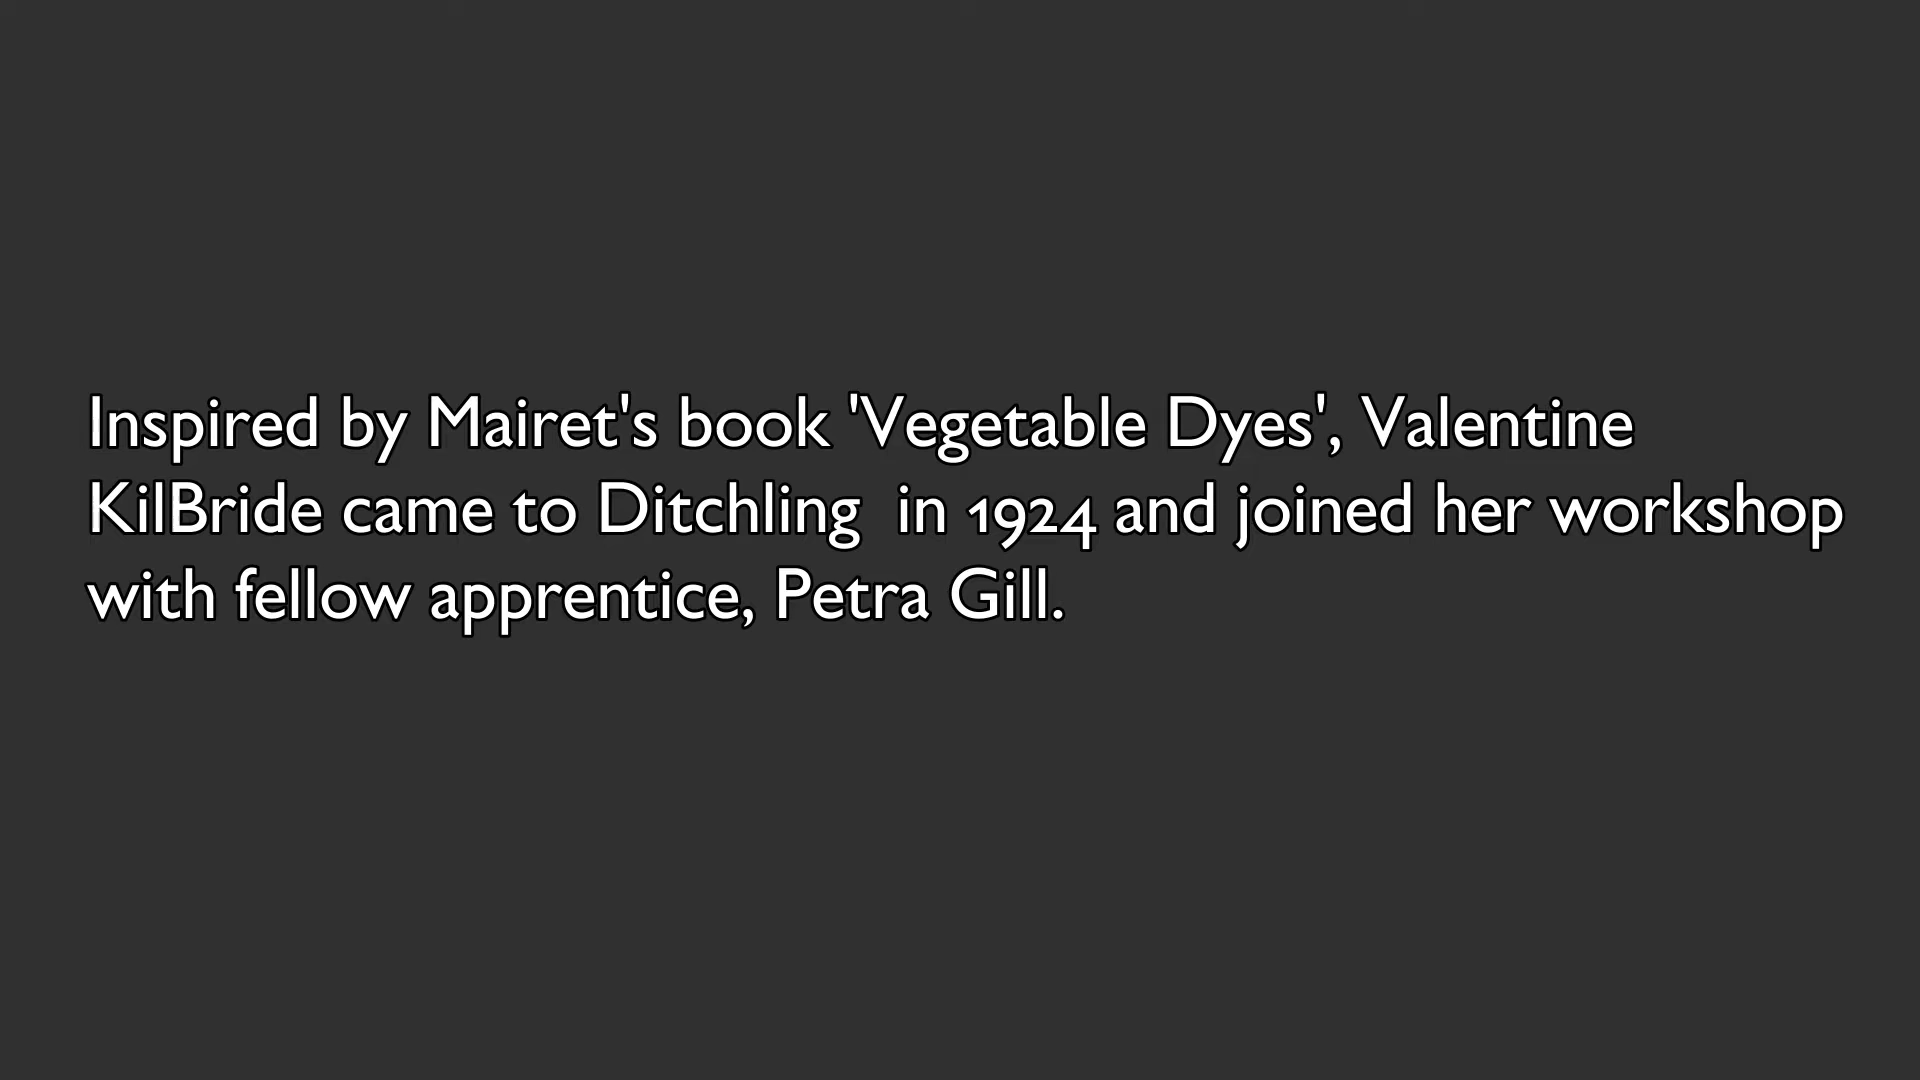 Inspired by Mairet's book 'Vegetable Dyes', Valentine
KilBride came to Ditchling  in 1924 and joined her workshop
with fellow apprentice, Petra Gill.